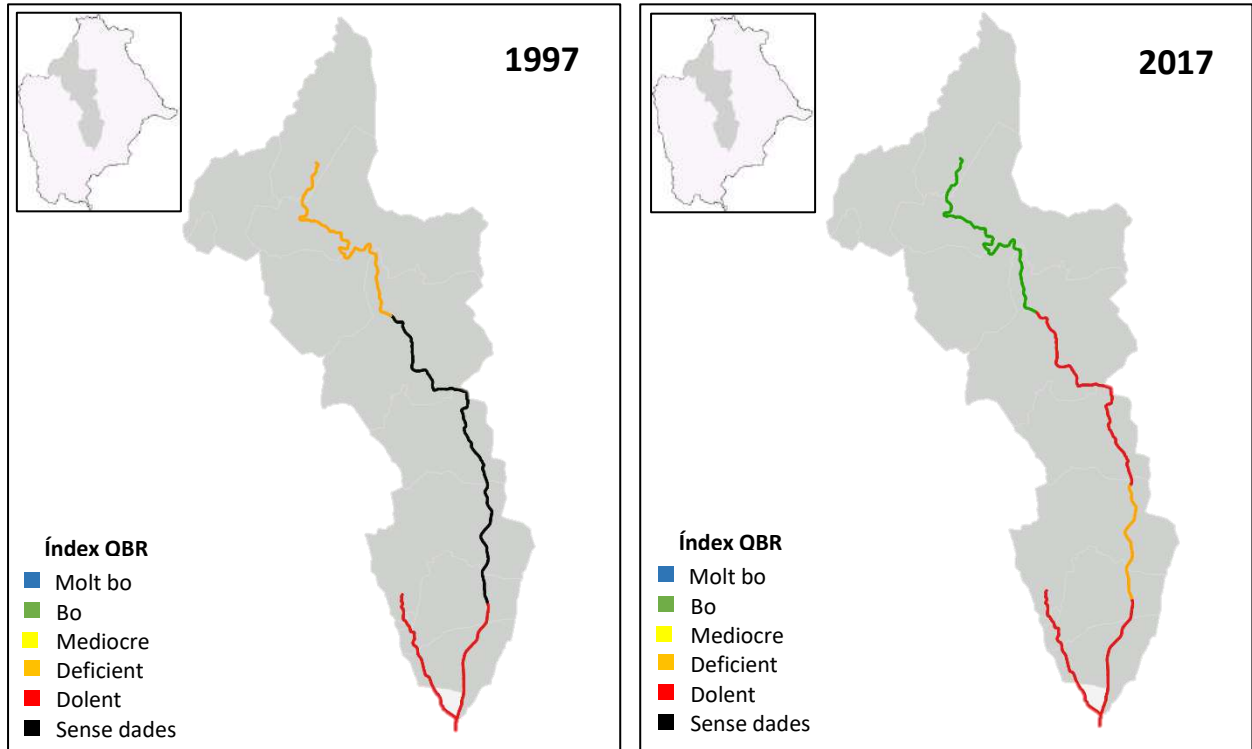 1997
Índex QBR
Molt bo
Bo
Mediocre
Deficient
Dolent
Sense dades
2017
Índex QBR
Molt bo
Bo
Mediocre
Deficient
Dolent
Sense dades